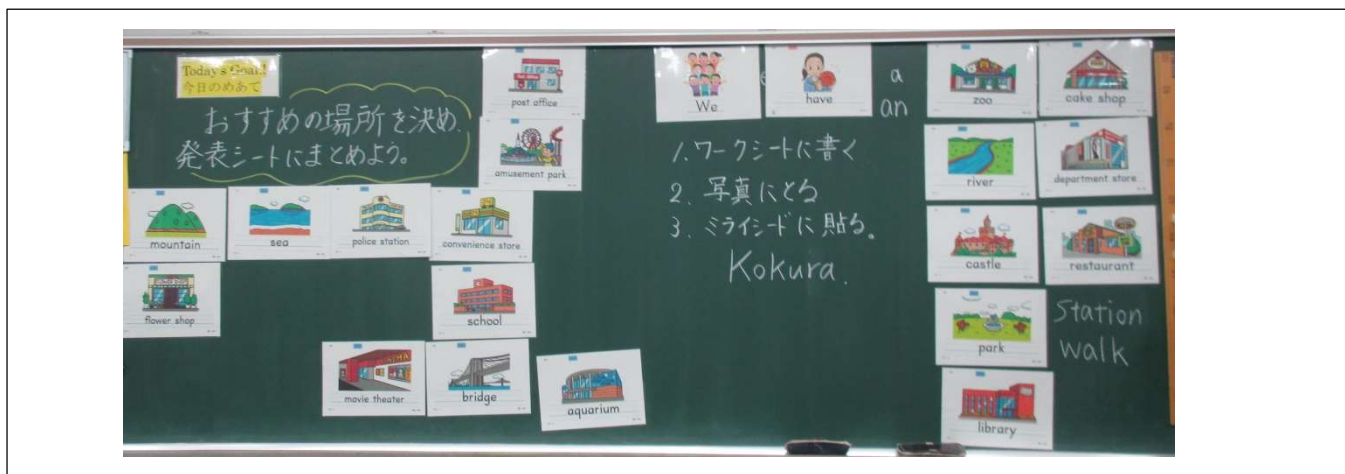 Today's Goal!
今日のめあて
おすすめの場所を決め、
発表シートにまとめよう。
post office
amusement park
mountain
sea
police station
convenience store
flower shop
school
movie theater
bridge
aquarium
We
have
a
an
1. ワークシートに書く
2. 写真にとる
3. ミライシードに貼る。
Kokura.
zoo
cake shop
river
department store
castle
restaurant
park
station
walk
library